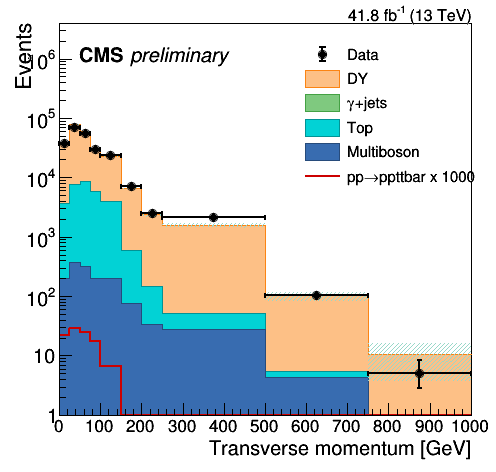 41.8 fb⁻¹ (13 TeV)
CMS preliminary
Events
Data
DY
γ+jets
Top
Multiboson
pp→ppttbar x 1000
10⁶
10⁵
10⁴
10³
10²
10
1
0 100 200 300 400 500 600 700 800 900 1000
Transverse momentum [GeV]